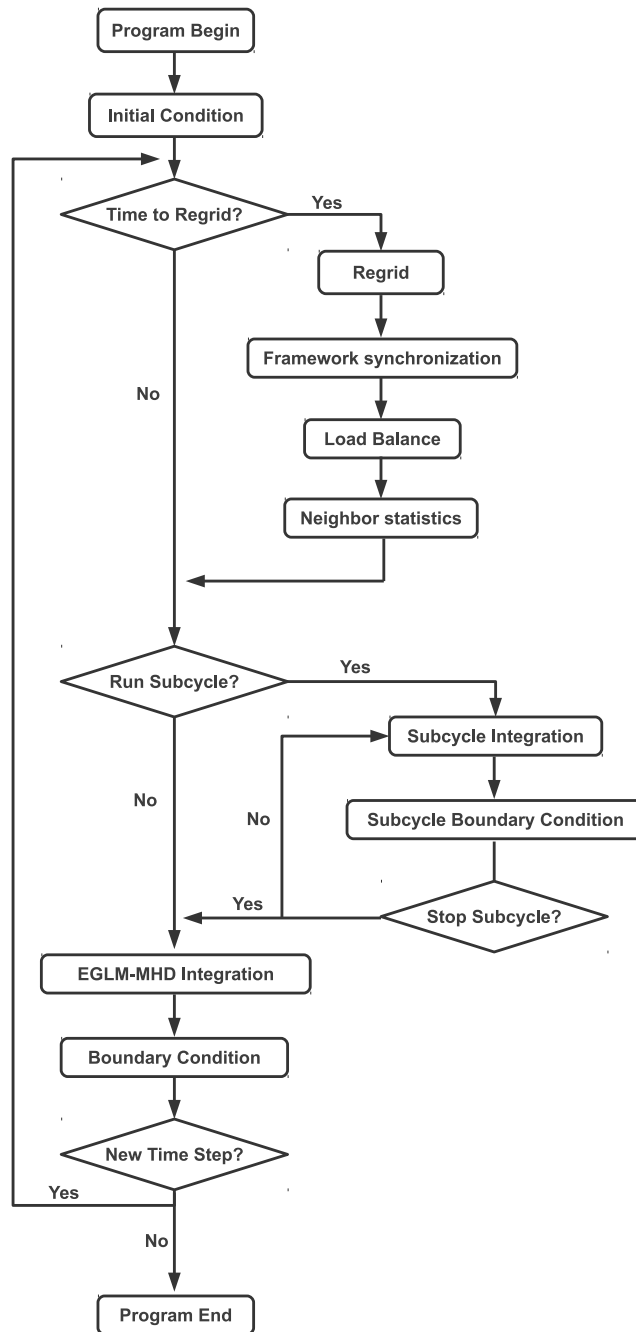 Program Begin
Initial Condition
Time to Regrid?
Yes
Regrid
Framework synchronization
No
Load Balance
Neighbor statistics
Run Subcycle?
Yes
Subcycle Integration
No
No
Subcycle Boundary Condition
Yes
Stop Subcycle?
EGLM-MHD Integration
Boundary Condition
New Time Step?
Yes
No
Program End